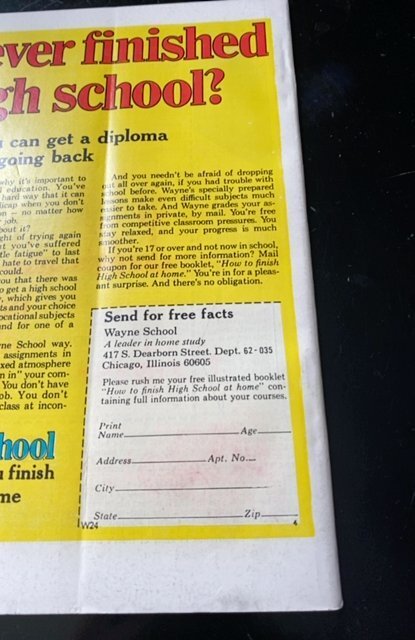 ever finished
gh school?
can get a diploma
going back
why it's important to
l education. You've
hard way that it can
dicap when you don't
n — no matter how
job.
bout it?
ght of trying again
t you've suffered
tle fatigue" to last
hate to travel that
could.
ou that there was
o get a high school
, which gives you
ts and your choice
ocational subjects
nd for one of a
ne School way.
assignments in
xed atmosphere
n in" your com-
You don't have
ob. You don't
class at incon-
hool
u finish
me
And you needn't be afraid of dropping
out all over again, if you had trouble with
school before. Wayne's specially prepared
lessons make even difficult subjects much
easier to take. And Wayne grades your as-
signments in private, by mail. You're free
from competitive classroom pressures. You
stay relaxed, and your progress is much
smoother.
If you're 17 or over and not now in school,
why not send for more information? Mail
coupon for our free booklet, "How to finish
High School at home." You're in for a pleas-
ant surprise. And there's no obligation.
Send for free facts
Wayne School
A leader in home study
417 S. Dearborn Street. Dept. 62-035
Chicago, Illinois 60605
Please rush me your free illustrated booklet
"How to finish High School at home" con-
taining full information about your courses.
Print
Name Age
Address Apt. No.
City
State Zip
W24 4